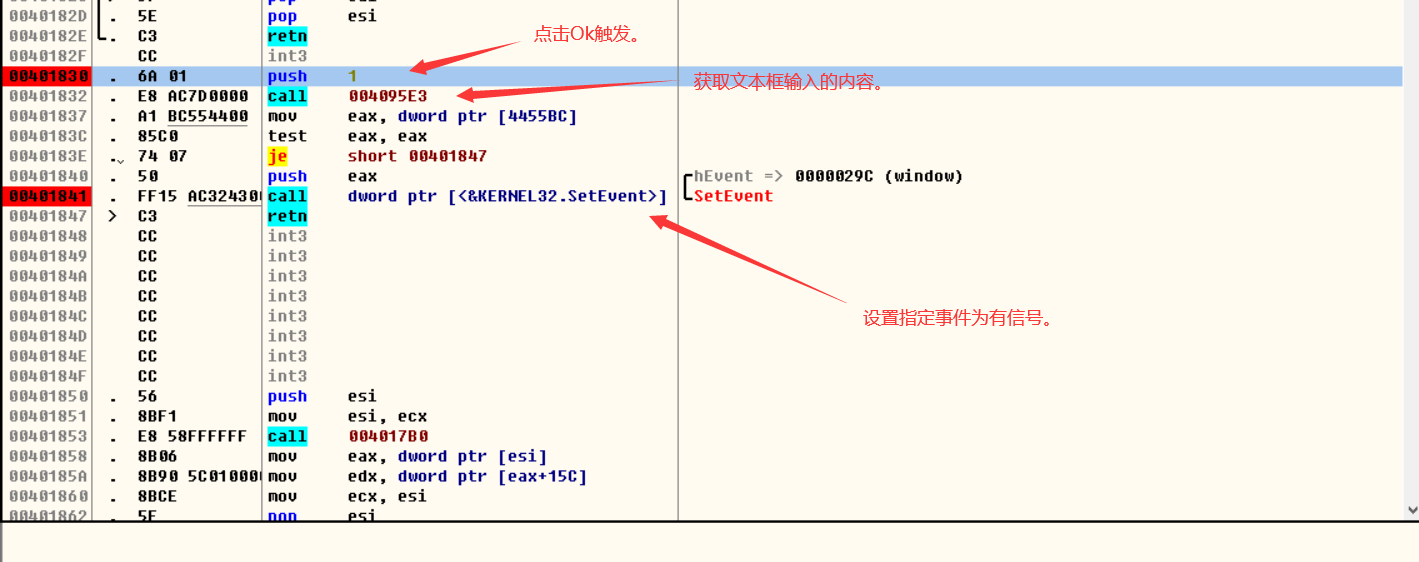 0040182D . 5E pop esi
点击Ok触发。
0040182E . C3 retn
0040182F CC int3
00401830 . 6A 01 push 1
获取文本框输入的内容。
00401832 . E8 AC7D0000 call 004095E3
00401837 . A1 BC554400 mov eax, dword ptr [4455BC]
0040183C . 85C0 test eax, eax
0040183E . 74 07 je short 00401847
00401840 . 50 push eax hEvent => 0000029C (window)
00401841 . FF15 AC32430 call dword ptr [<&KERNEL32.SetEvent>] SetEvent
00401847 > C3 retn
00401848 CC int3
00401849 CC int3
0040184A CC int3
0040184B CC int3
0040184C CC int3
设置指定事件为有信号。
0040184D CC int3
0040184E CC int3
0040184F CC int3
00401850 . 56 push esi
00401851 . 8BF1 mov esi, ecx
00401853 . E8 58FFFFFF call 004017B0
00401858 . 8B06 mov eax, dword ptr [esi]
0040185A . 8B90 5C01000 mov edx, dword ptr [eax+15C]
00401860 . 8BCE mov ecx, esi
00401862 . 5E pop esi